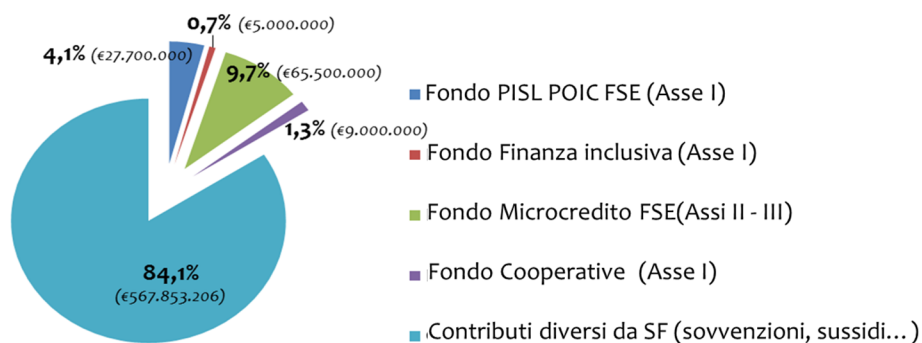 0,7% (€5.000.000)
4,1% (€27.700.000)
9,7% (€65.500.000)
1,3% (€9.000.000)
84,1%
(€567.853.206)
Fondo PISL POIC FSE (Asse I)
Fondo Finanza inclusiva (Asse I)
Fondo Microcredito FSE(Assi II - III)
Fondo Cooperative (Asse I)
Contributi diversi da SF (sovvenzioni, sussidi...)